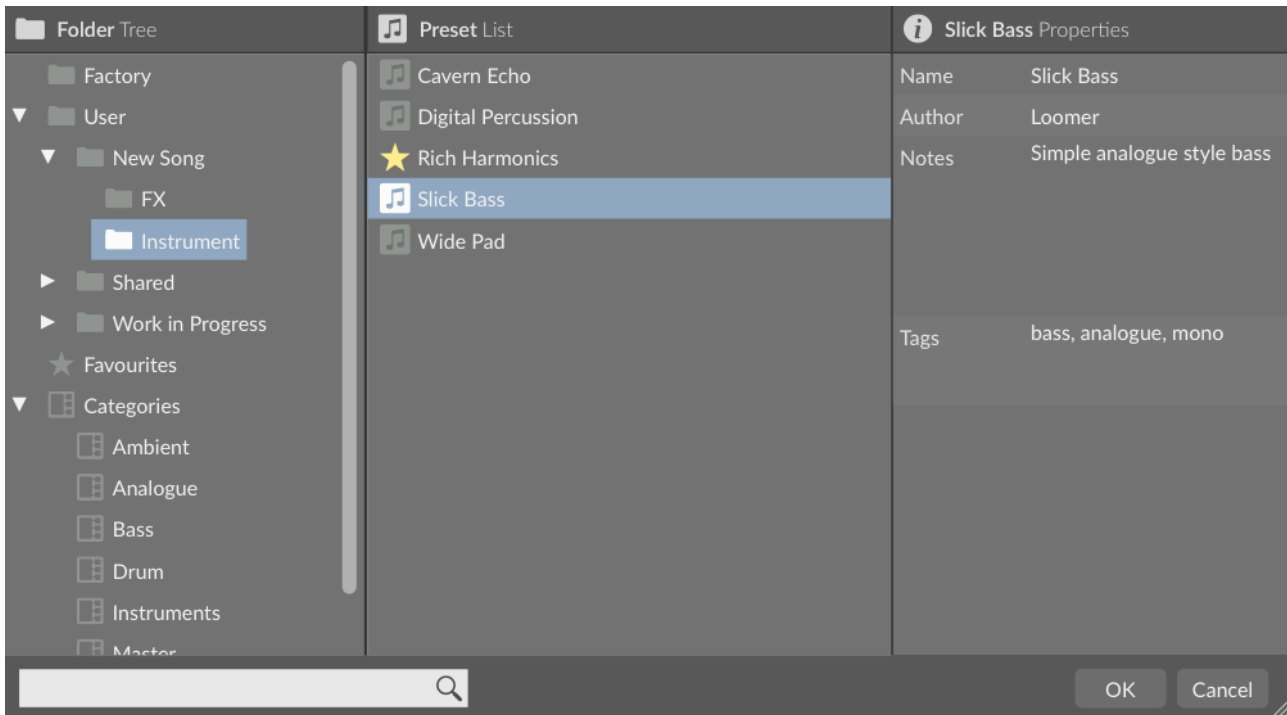 Folder Tree
Factory
User
New Song
FX
Instrument
Shared
Work in Progress
Favourites
Categories
Ambient
Analogue
Bass
Drum
Instruments
Master
Preset List
Cavern Echo
Digital Percussion
Rich Harmonics
Slick Bass
Wide Pad
Slick Bass Properties
Name Slick Bass
Author Loomer
Notes Simple analogue style bass
Tags bass, analogue, mono
OK Cancel